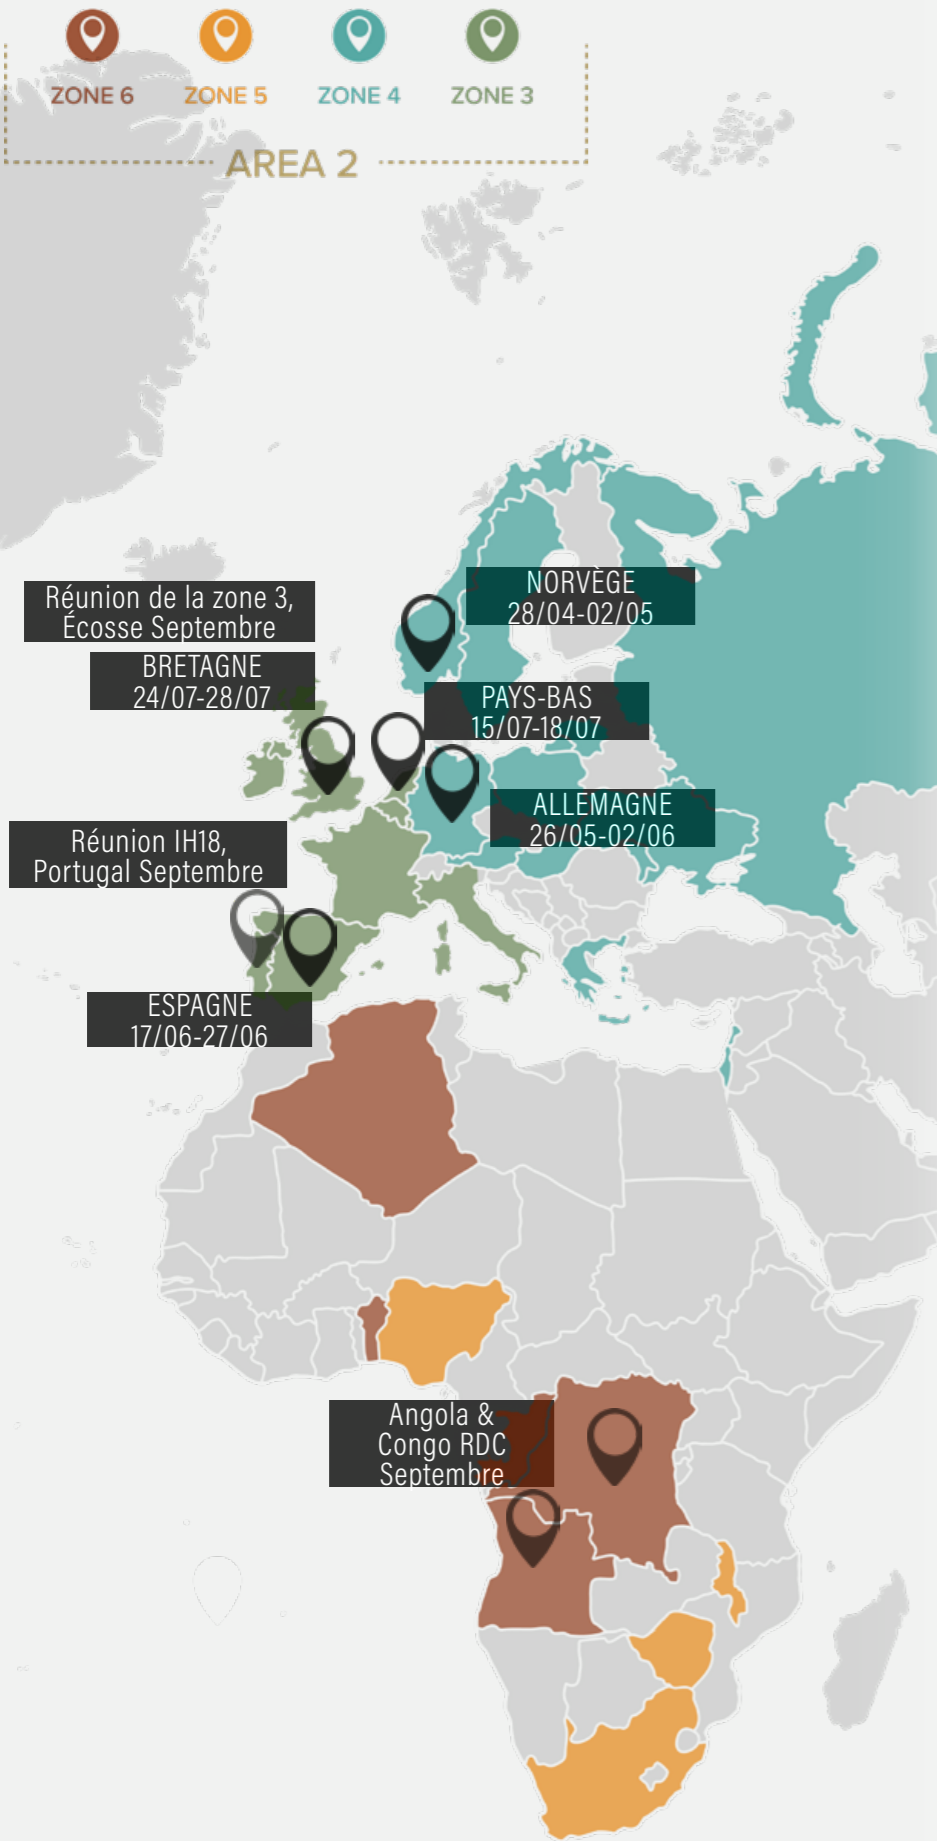 ZONE 6
ZONE 5
ZONE 4
ZONE 3
AREA 2
NORVÈGE
28/04-02/05
Réunion de la zone 3,
Écosse Septembre
BRETAGNE
24/07-28/07
PAYS-BAS
15/07-18/07
ALLEMAGNE
26/05-02/06
Réunion IH18,
Portugal Septembre
ESPAGNE
17/06-27/06
Angola &
Congo RDC
Septembre